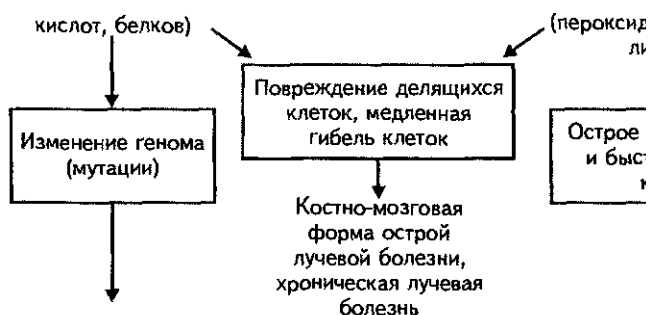 кислот, белков)
(пероксид
ли
Повреждение делящихся
клеток, медленная
гибель клеток
Изменение генома
(мутации)
Острое
и быст
к
Костно-мозговая
форма острой
лучевой болезни,
хроническая лучевая
болезнь